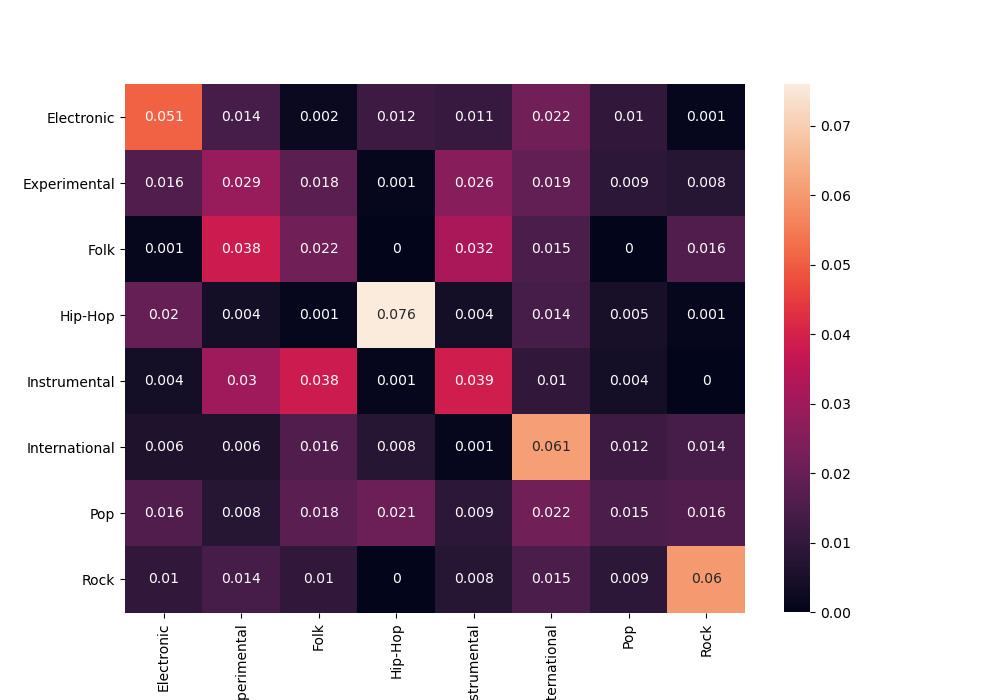 Electronic 0.051 0.014 0.002 0.012 0.011 0.022 0.01 0.001
Experimental 0.016 0.029 0.018 0.001 0.026 0.019 0.009 0.008
Folk 0.001 0.038 0.022 0 0.032 0.015 0 0.016
Hip-Hop 0.02 0.004 0.001 0.076 0.004 0.014 0.005 0.001
Instrumental 0.004 0.03 0.038 0.001 0.039 0.01 0.004 0
International 0.006 0.006 0.016 0.008 0.001 0.061 0.012 0.014
Pop 0.016 0.008 0.018 0.021 0.009 0.022 0.015 0.016
Rock 0.01 0.014 0.01 0 0.008 0.015 0.009 0.06
Electronic perimental Folk Hip-Hop strumental ternational Pop Rock
0.07
0.06
0.05
0.04
0.03
0.02
0.01
0.00